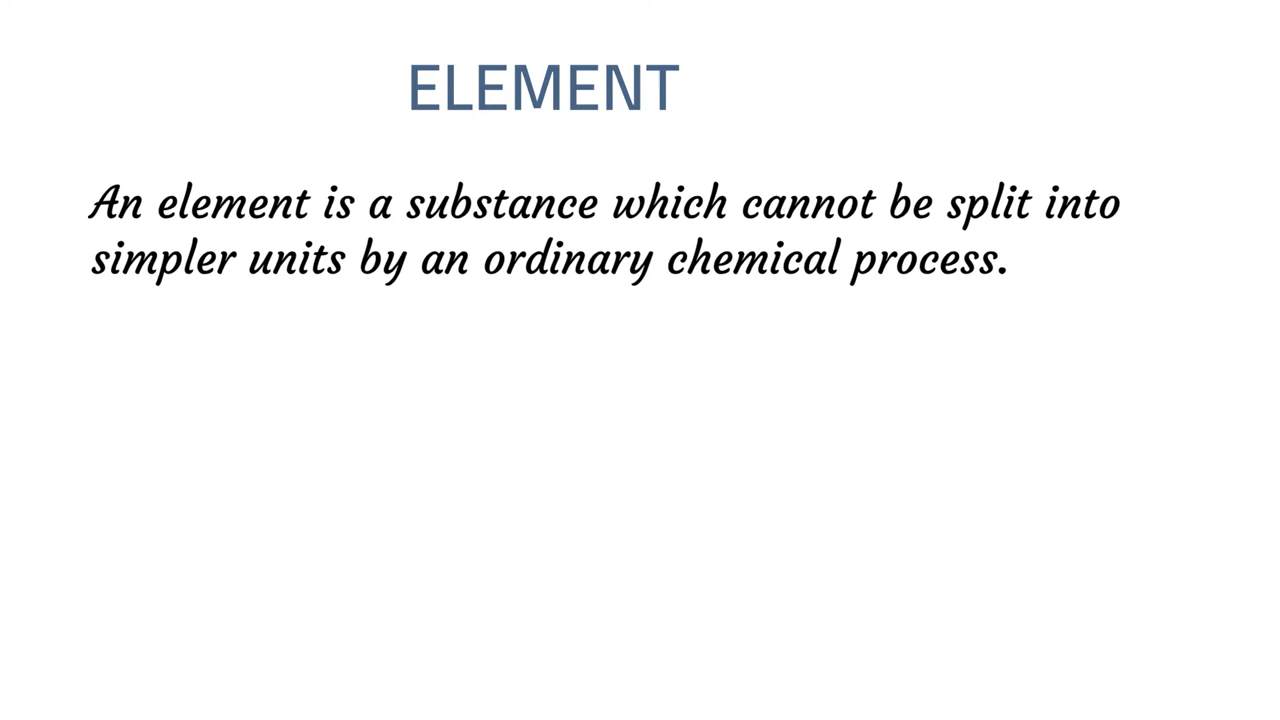 ELEMENT
An element is a substance which cannot be split into
simpler units by an ordinary chemical process.